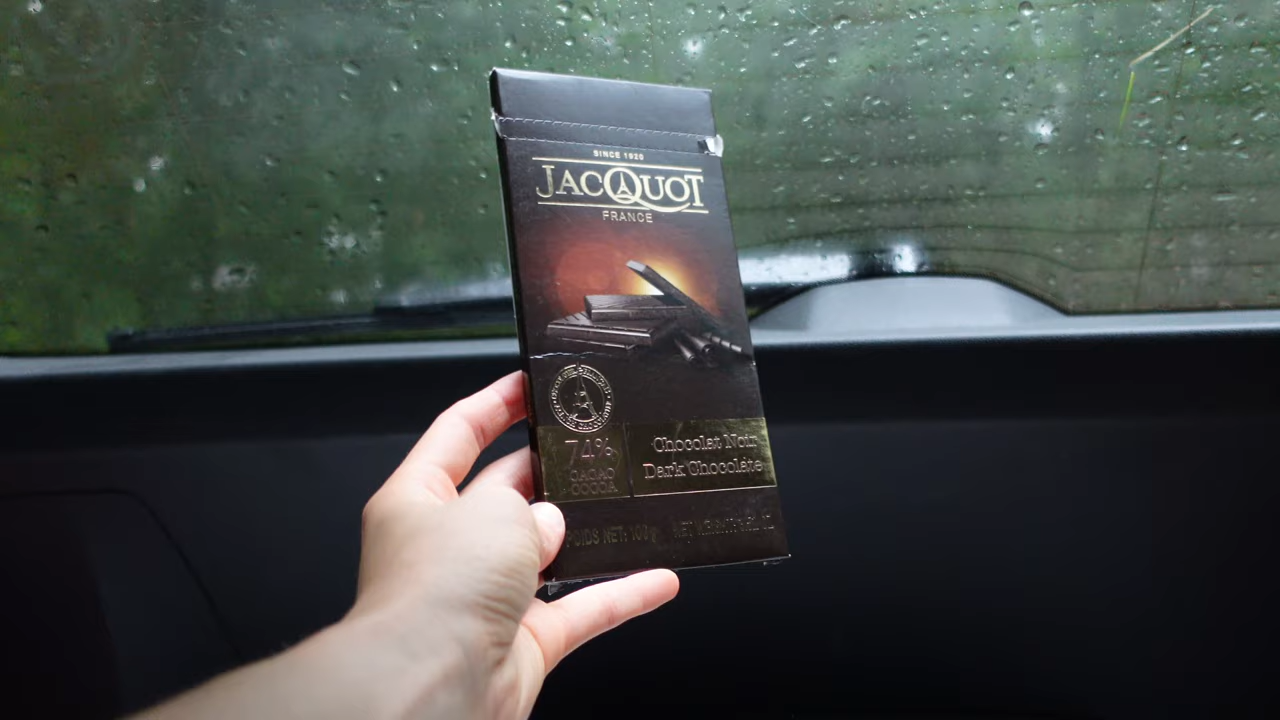 SINCE 1920
JACQUOT
FRANCE
74%
CACAO
COCOA
Chocolat Noir
Dark Chocolate
POIDS NET: 100g